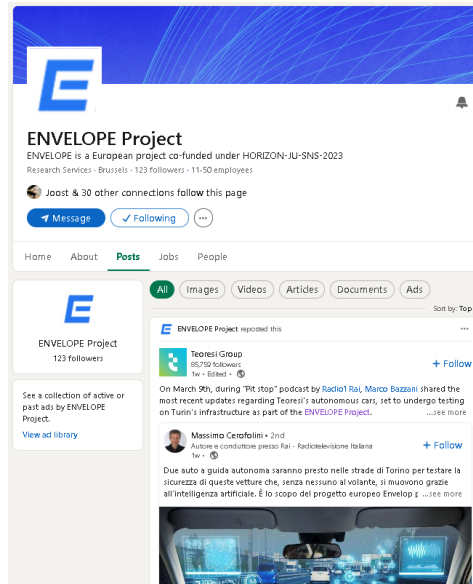 ENVELOPE Project
ENVELOPE is a European project co-funded under HORIZON-JU-SNS-2023
Research Services · Brussels · 123 followers · 11-50 employees
Joost & 30 other connections follow this page
Message
Following
Home About Posts Jobs People
ENVELOPE Project
123 followers
See a collection of active or
past ads by ENVELOPE
Project.
View ad library
All Images Videos Articles Documents Ads
Sort by: Top
ENVELOPE Project reposted this
Teoresi Group
85,759 followers
1w • Edited •
+ Follow
On March 9th, during "Pit stop" podcast by Radio1 Rai, Marco Bazzani shared the
most recent updates regarding Teoresi's autonomous cars, set to undergo testing
on Turin's infrastructure as part of the ENVELOPE Project. ...see more
Massimo Cerofolini • 2nd
Autore e conduttore presso Rai - Radiotelevisione Italiana
1w •
+ Follow
Due auto a guida autonoma saranno presto nelle strade di Torino per testare la
sicurezza di queste vetture che, senza nessuno al volante, si muovono grazie
all'intelligenza artificiale. È lo scopo del progetto europeo Envelop ...see more